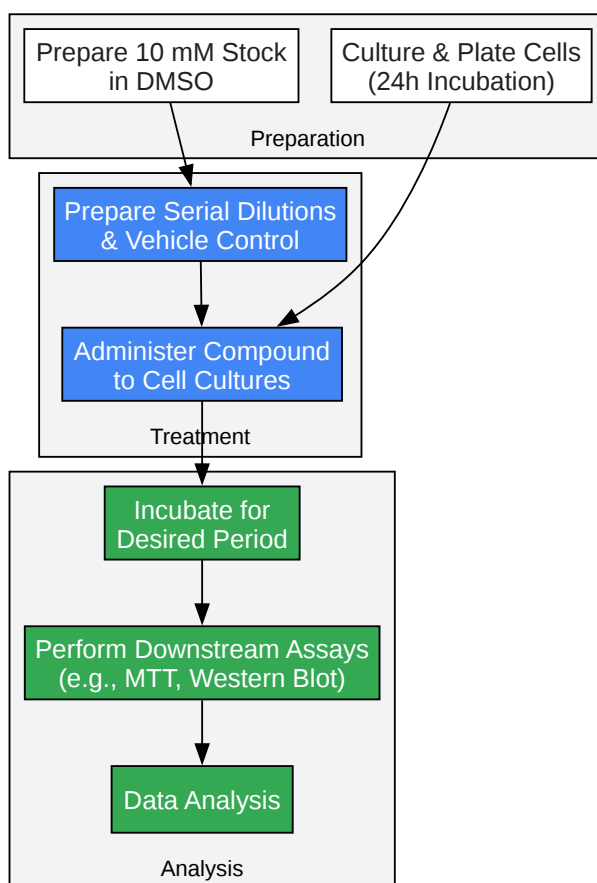 Prepare 10 mM Stock
in DMSO
Culture & Plate Cells
(24h Incubation)
Preparation
Prepare Serial Dilutions
& Vehicle Control
Administer Compound
to Cell Cultures
Treatment
Incubate for
Desired Period
Perform Downstream Assays
(e.g., MTT, Western Blot)
Data Analysis
Analysis